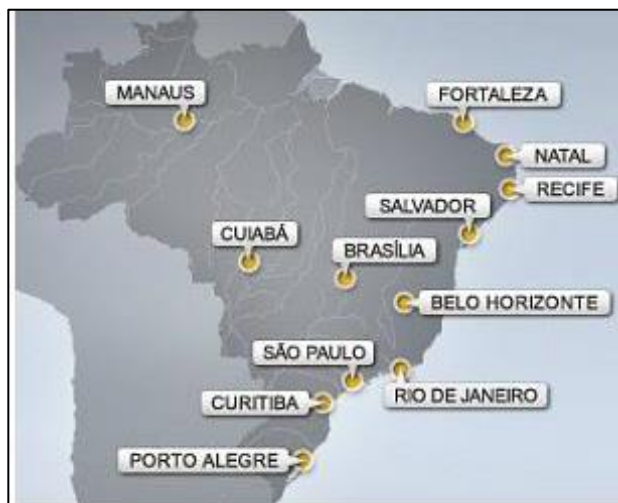 MANAUS
FORTALEZA
NATAL
RECIFE
SALVADOR
CUIABÁ
BRASÍLIA
BELO HORIZONTE
SÃO PAULO
RIO DE JANEIRO
CURITIBA
PORTO ALEGRE